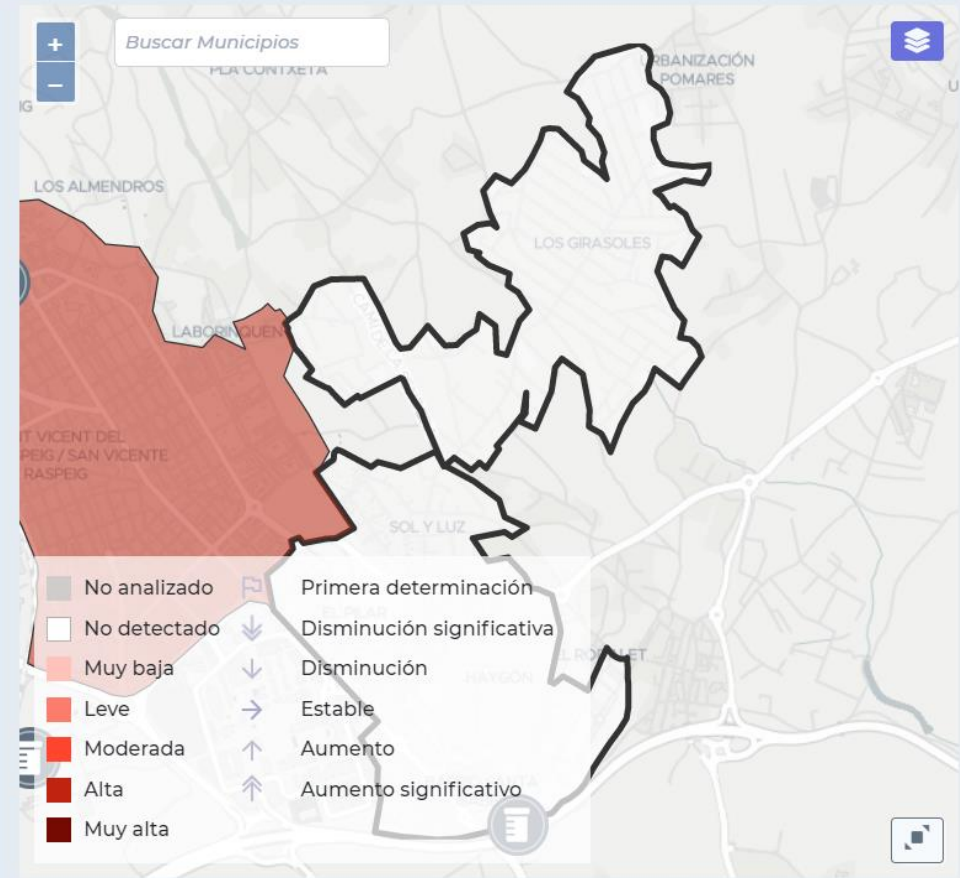 +
Buscar Municipios
−
PLA CONTXETA
URBANIZACIÓN
POMARES
LOS ALMENDROS
LOS GIRASOLES
LABORINQUEN
SANT VICENT DEL
RASPEIG / SAN VICENTE
RASPEIG
SOL Y LUZ
No analizado
Primera determinación
EL PILAR
No detectado
Disminución significativa
Muy baja
Disminución
HAYGÓN
Leve
Estable
Moderada
Aumento
Alta
Aumento significativo
Muy alta